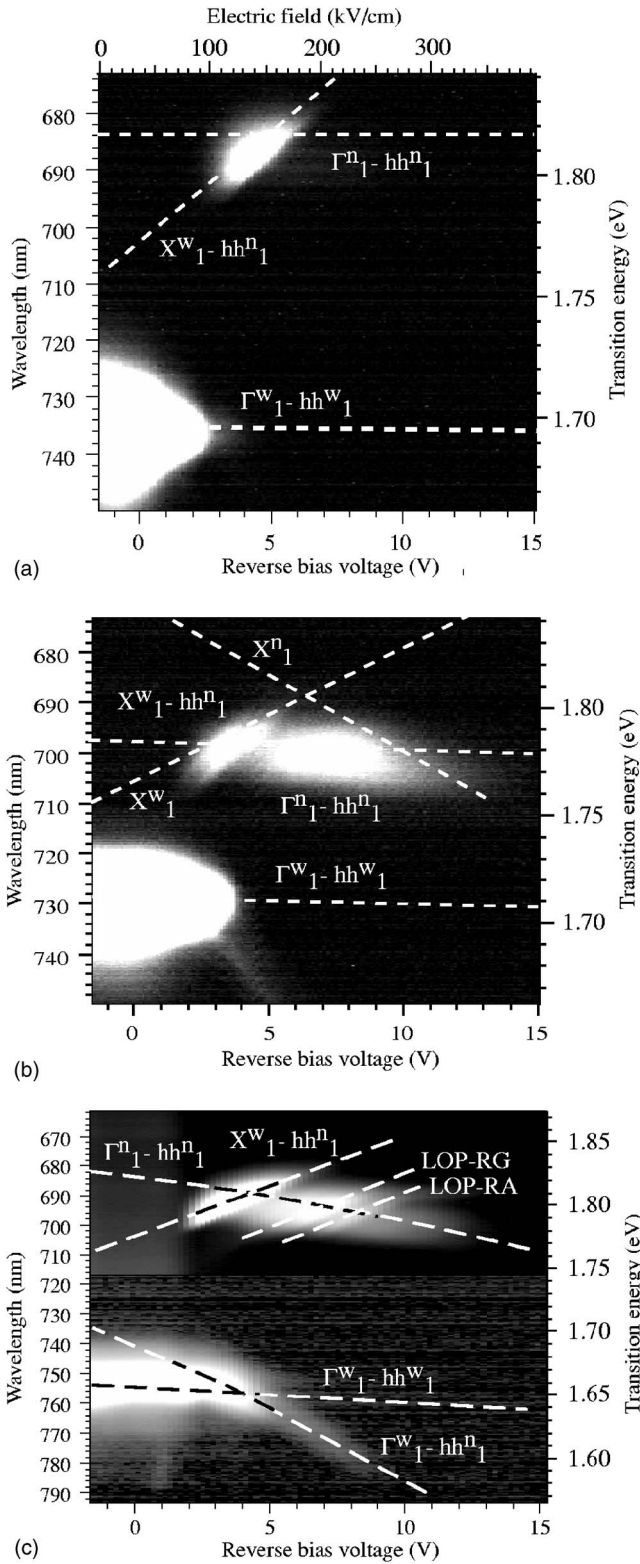 Electric field (kV/cm)
0 100 200 300
680
690
700
710
720
730
740
Wavelength (nm)
1.80
1.75
1.70
Transition energy (eV)
Γⁿ₁- hhⁿ₁
Xʷ₁- hhⁿ₁
Γʷ₁- hhʷ₁
0 5 10 15
Reverse bias voltage (V)
(a)
680
690
700
710
720
730
740
Wavelength (nm)
1.80
1.75
1.70
Transition energy (eV)
Xⁿ₁
Xʷ₁- hhⁿ₁
Xʷ₁
Γⁿ₁- hhⁿ₁
Γʷ₁- hhʷ₁
0 5 10 15
Reverse bias voltage (V)
(b)
670
680
690
700
710
720
730
740
750
760
770
780
790
Wavelength (nm)
1.85
1.80
1.75
1.70
1.65
1.60
Transition energy (eV)
Γⁿ₁- hhⁿ₁
Xʷ₁- hhⁿ₁
LOP-RG
LOP-RA
Γʷ₁- hhʷ₁
Γʷ₁- hhⁿ₁
0 5 10 15
Reverse bias voltage (V)
(c)